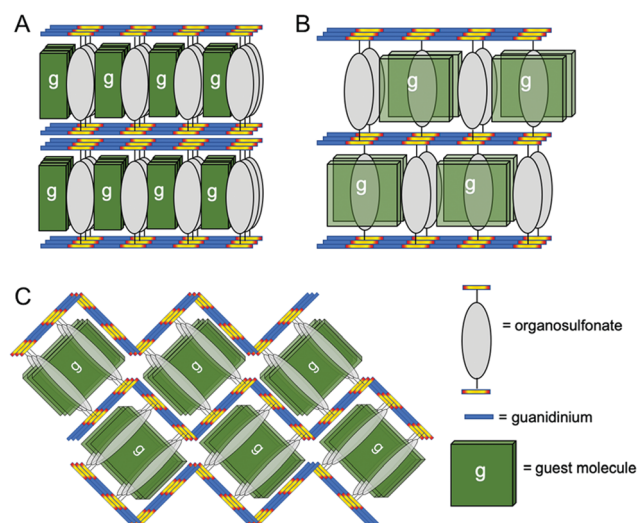 A
B
g g g g
g g
g g g g
g g
C
g g g
= organosulfonate
g g g
= guanidinium
g
= guest molecule